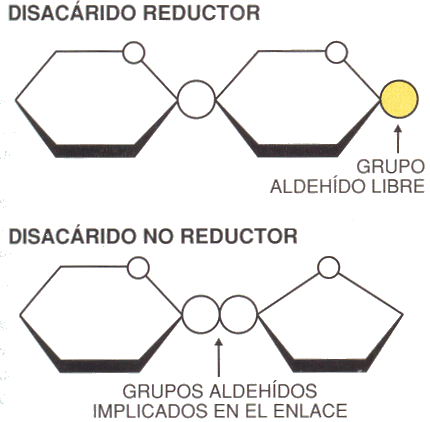 DISACÁRIDO REDUCTOR
GRUPO
ALDEHÍDO LIBRE
DISACÁRIDO NO REDUCTOR
GRUPOS ALDEHÍDOS
IMPLICADOS EN EL ENLACE